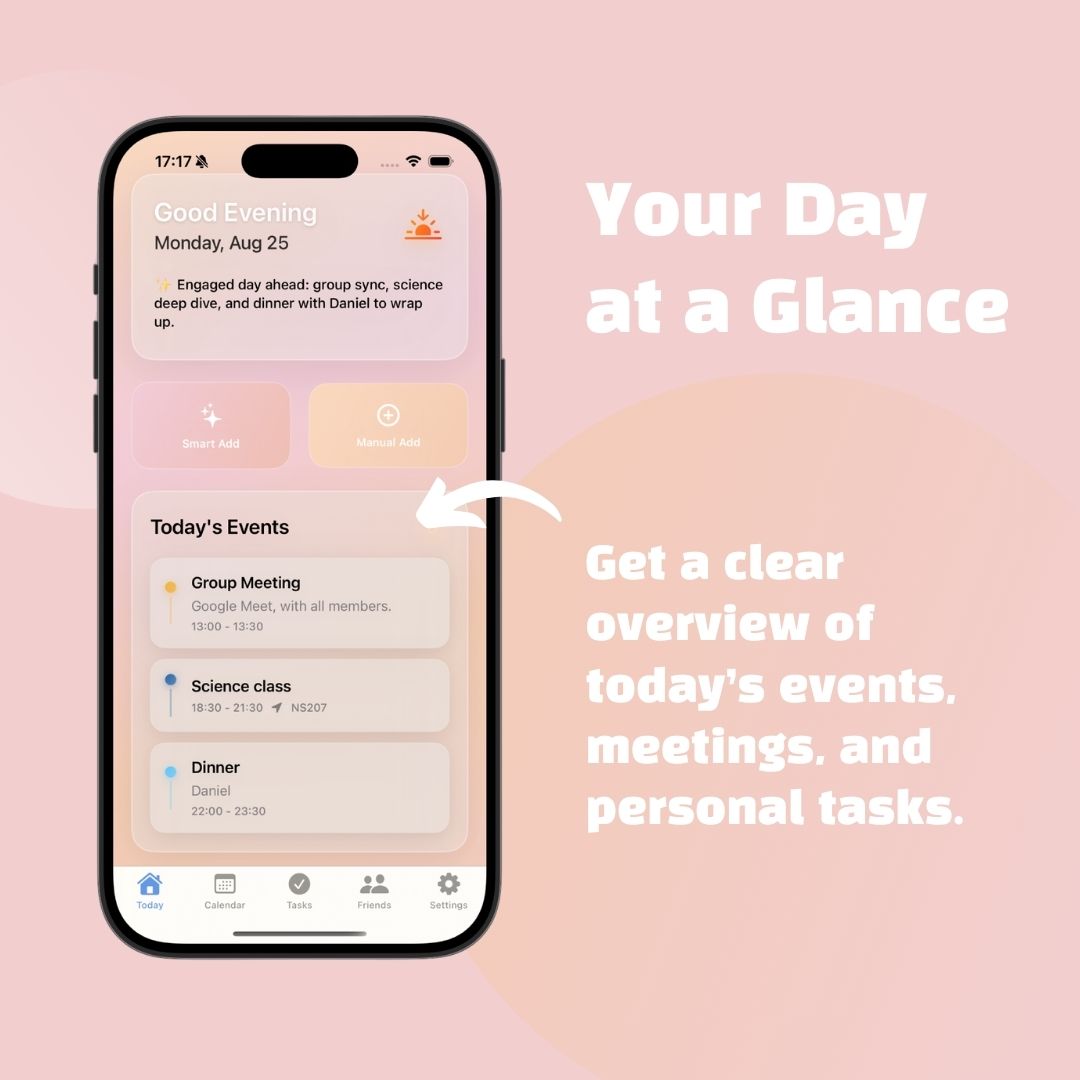 17:17
Good Evening
Monday, Aug 25
✨ Engaged day ahead: group sync, science
deep dive, and dinner with Daniel to wrap
up.
Smart Add
Manual Add
Today's Events
Group Meeting
Google Meet, with all members.
13:00 - 13:30
Science class
18:30 - 21:30 NS207
Dinner
Daniel
22:00 - 23:30
Today
Calendar
Tasks
Friends
Settings
Your Day
at a Glance
Get a clear
overview of
today's events,
meetings, and
personal tasks.